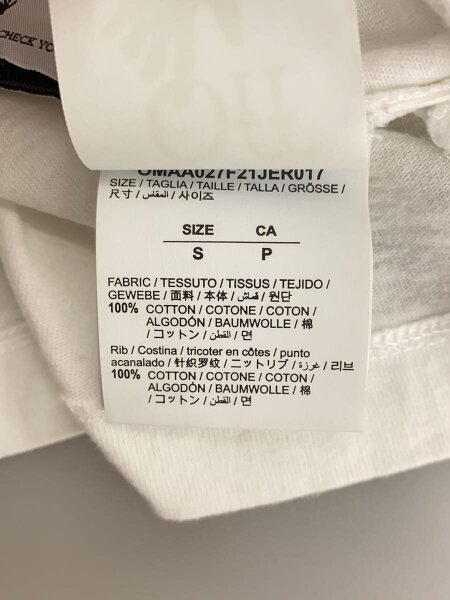 CHECK YO
OMAA027F21JER017
SIZE / TAGLIA / TAILLE / TALLA / GRÖSSE /
尺寸 / المقاس / 사이즈
SIZE CA
S P
FABRIC / TESSUTO / TISSUS / TEJIDO /
GEWEBE / 面料 / 本体 / قماش / 원단
100% COTTON / COTONE / COTON /
ALGODÓN / BAUMWOLLE / 棉
/ コットン / القطن / 면
Rib / Costina / tricoter en côtes / punto
acanalado / 针织罗纹 / ニットリブ / غرزة / 리브
100% COTTON / COTONE / COTON /
ALGODÓN / BAUMWOLLE / 棉
/ コットン / القطن / 면